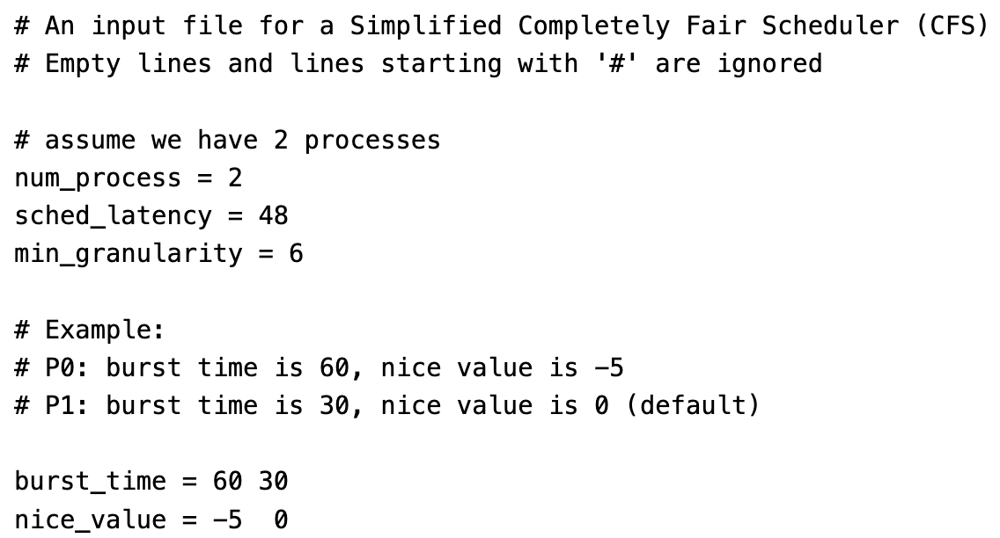 # An input file for a Simplified Completely Fair Scheduler (CFS)
# Empty lines and lines starting with '#' are ignored
# assume we have 2 processes
num_process = 2
sched_latency = 48
min_granularity = 6
# Example:
# P0: burst time is 60, nice value is -5
# P1: burst time is 30, nice value is 0 (default)
burst_time = 60 30
nice_value = -5  0